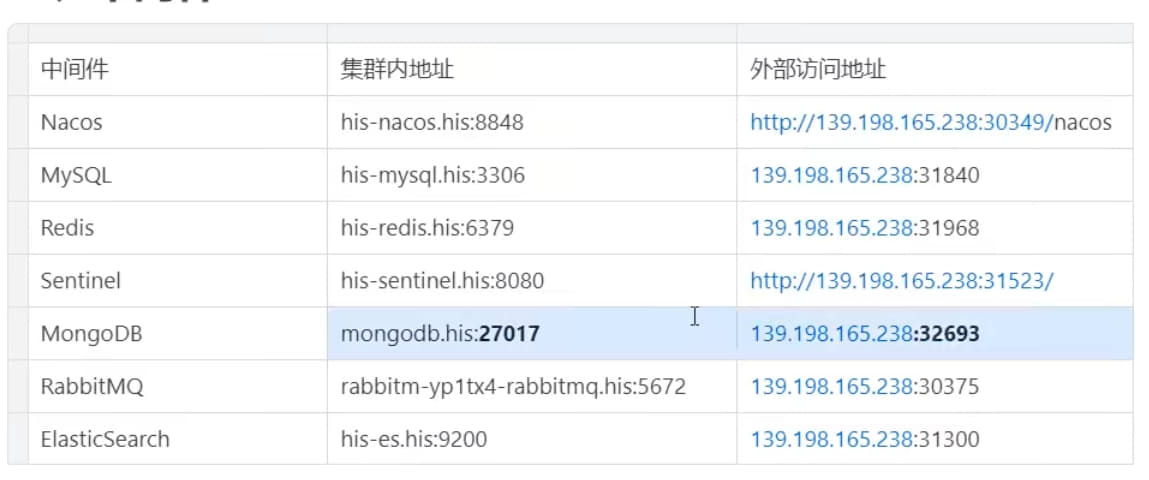 中间件 集群内地址 外部访问地址
Nacos his-nacos.his:8848 http://139.198.165.238:30349/nacos
MySQL his-mysql.his:3306 139.198.165.238:31840
Redis his-redis.his:6379 139.198.165.238:31968
Sentinel his-sentinel.his:8080 http://139.198.165.238:31523/
MongoDB mongodb.his:27017 139.198.165.238:32693
RabbitMQ rabbitm-yp1tx4-rabbitmq.his:5672 139.198.165.238:30375
ElasticSearch his-es.his:9200 139.198.165.238:31300